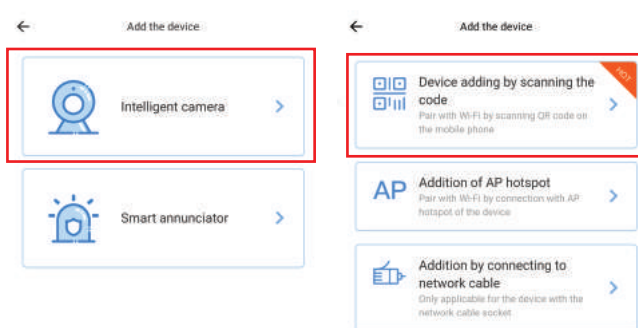 Add the device
Intelligent camera
Smart annunciator
Add the device
HOT
Device adding by scanning the
code
Pair with Wi-Fi by scanning QR code on
the mobile phone
AP
Addition of AP hotspot
Pair with Wi-Fi by connection with AP
hotspot of the device
Addition by connecting to
network cable
Only applicable for the device with the
network cable socket